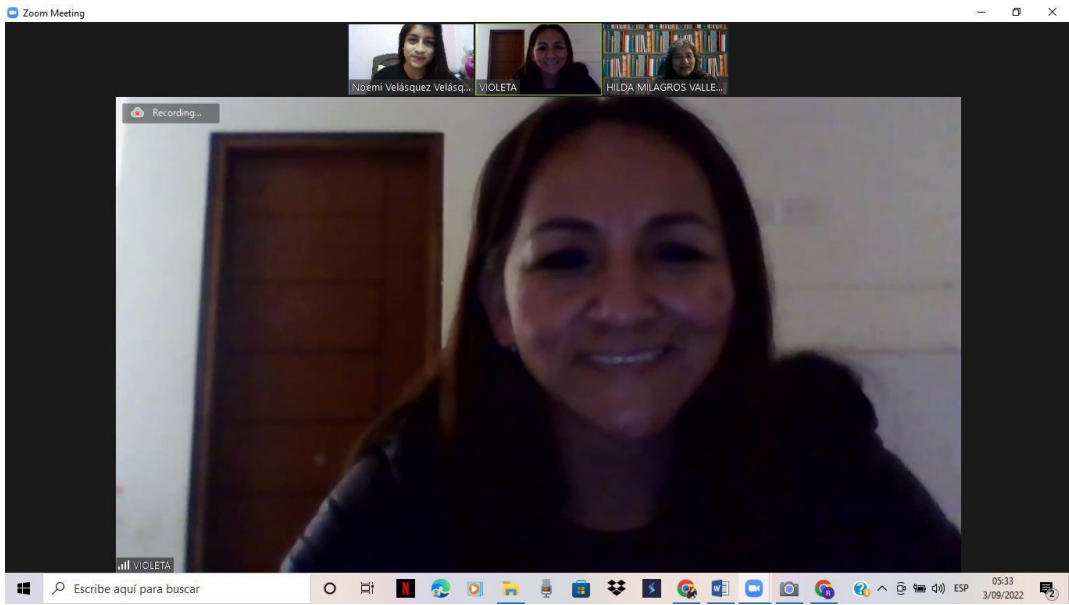 Zoom Meeting
Noemi Velásquez Velásq...
VIOLETA
HILDA MILAGROS VALLE...
Recording...
VIOLETA
Escribe aquí para buscar
ESP
05:33
3/09/2022
2